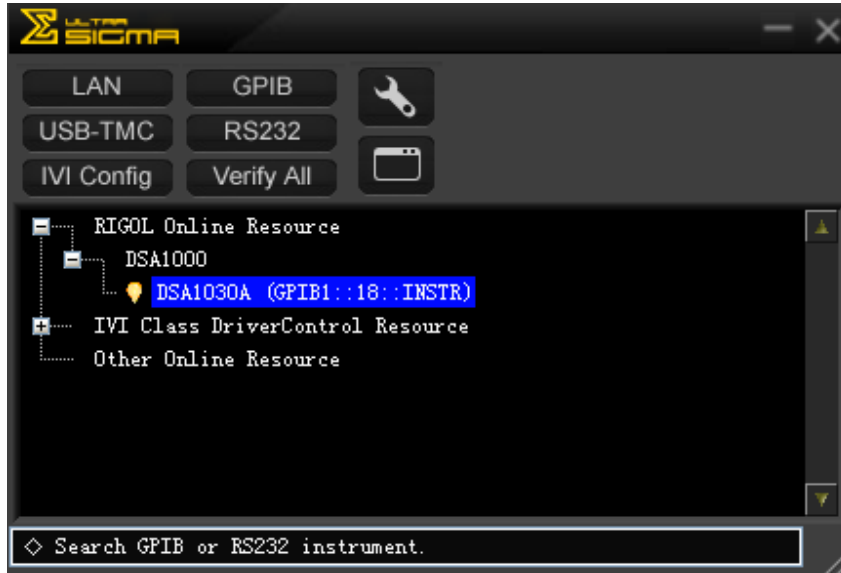 ULTRA
SIGMA
LAN GPIB
USB-TMC RS232
IVI Config Verify All
RIGOL Online Resource
DSA1000
DSA1030A (GPIB1::18::INSTR)
IVI Class DriverControl Resource
Other Online Resource
Search GPIB or RS232 instrument.